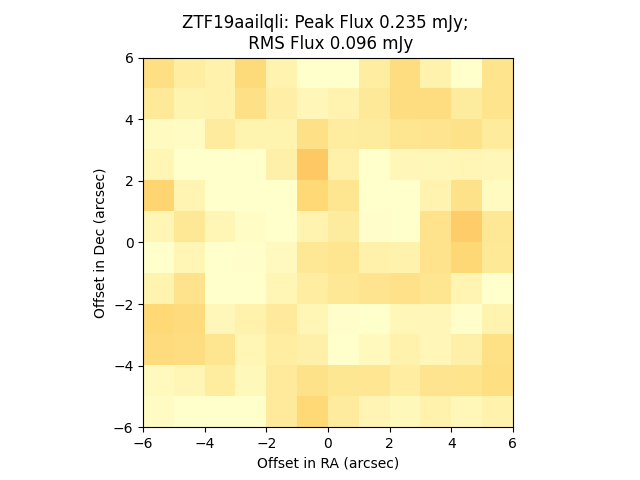 ZTF19aailqli: Peak Flux 0.235 mJy;
RMS Flux 0.096 mJy
6
4
2
0
−2
−4
−6
Offset in Dec (arcsec)
−6 −4 −2 0 2 4 6
Offset in RA (arcsec)